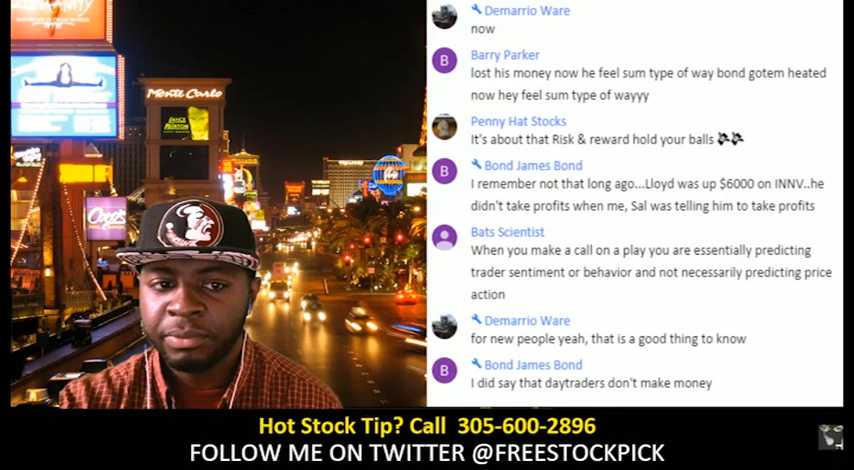 HUMANITY
Monte Carlo
LANCE
BURTON
Demarrio Ware
now
B
Barry Parker
lost his money now he feel sum type of way bond gotem heated
now hey feel sum type of wayyy
Penny Hat Stocks
It's about that Risk & reward hold your balls
B
Bond James Bond
I remember not that long ago...Lloyd was up $6000 on INNV..he
didn't take profits when me, Sal was telling him to take profits
Bats Scientist
When you make a call on a play you are essentially predicting
trader sentiment or behavior and not necessarily predicting price
action
Demarrio Ware
for new people yeah, that is a good thing to know
B
Bond James Bond
I did say that daytraders don't make money
Hot Stock Tip? Call 305-600-2896
FOLLOW ME ON TWITTER @FREESTOCKPICK